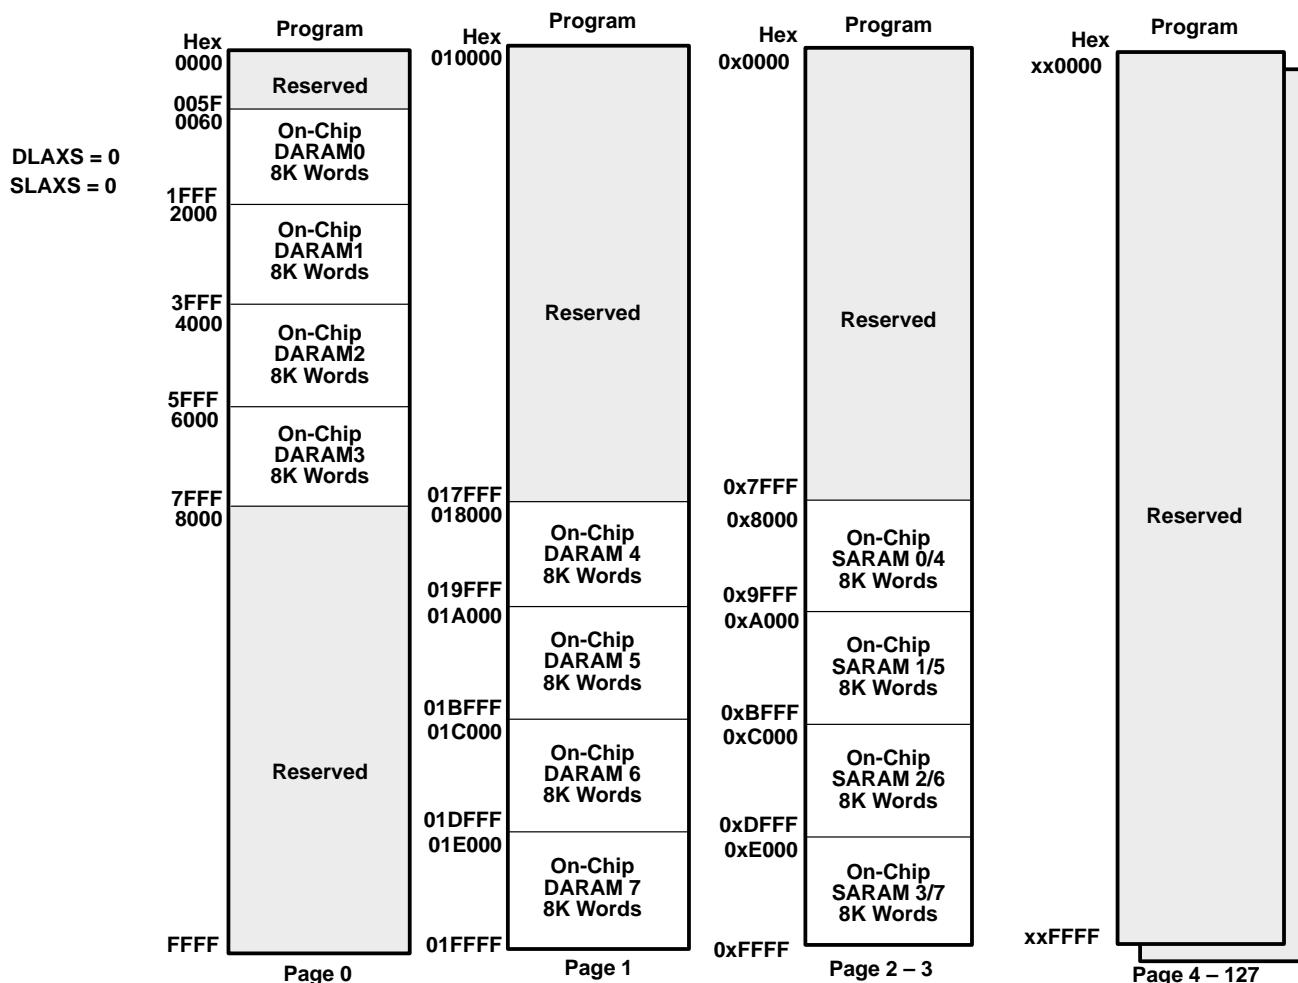 DLAXS = 0
SLAXS = 0
Program
Hex
0000
Reserved
005F
0060
On-Chip
DARAM0
8K Words
1FFF
2000
On-Chip
DARAM1
8K Words
3FFF
4000
On-Chip
DARAM2
8K Words
5FFF
6000
On-Chip
DARAM3
8K Words
7FFF
8000
Reserved
FFFF
Page 0
Program
Hex
010000
Reserved
017FFF
018000
On-Chip
DARAM 4
8K Words
019FFF
01A000
On-Chip
DARAM 5
8K Words
01BFFF
01C000
On-Chip
DARAM 6
8K Words
01DFFF
01E000
On-Chip
DARAM 7
8K Words
01FFFF
Page 1
Program
Hex
0x0000
Reserved
0x7FFF
0x8000
On-Chip
SARAM 0/4
8K Words
0x9FFF
0xA000
On-Chip
SARAM 1/5
8K Words
0xBFFF
0xC000
On-Chip
SARAM 2/6
8K Words
0xDFFF
0xE000
On-Chip
SARAM 3/7
8K Words
0xFFFF
Page 2 – 3
Program
Hex
xx0000
Reserved
xxFFFF
Page 4 – 127